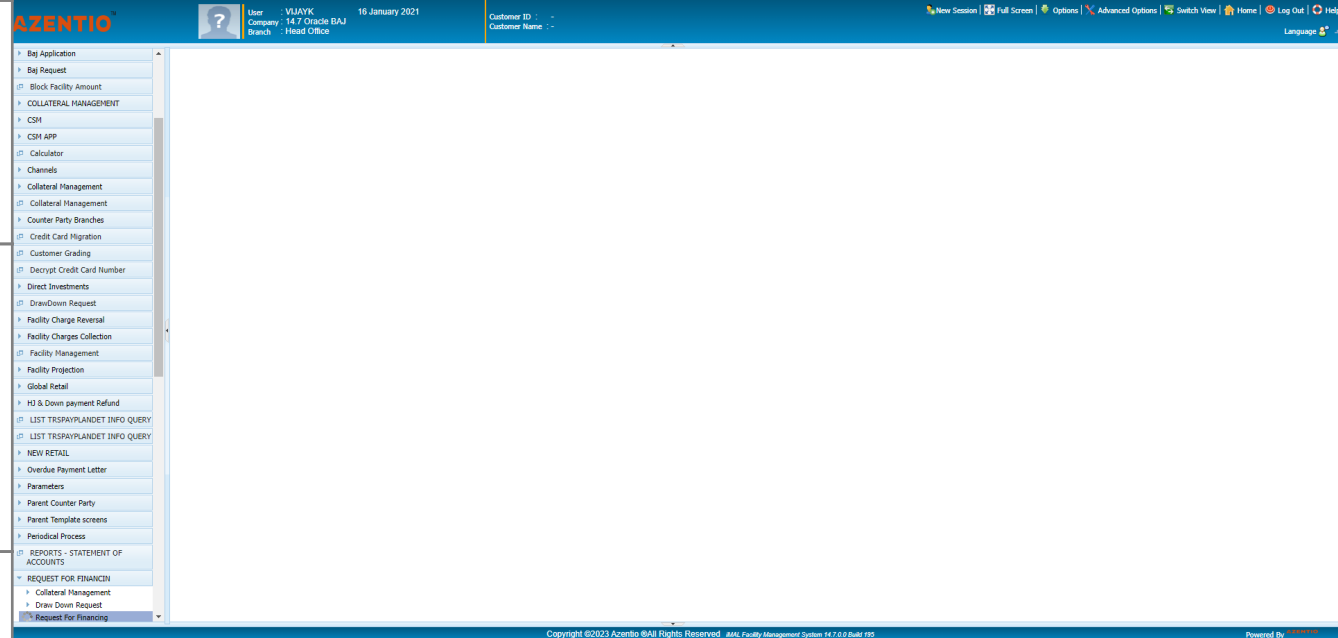 AZENTIO™
User : VIJAYK 16 January 2021
Company : 14.7 Oracle BAJ
Branch : Head Office
Customer ID : -
Customer Name : -
New Session | Full Screen | Options | Advanced Options | Switch View | Home | Log Out | Help
Language
Baj Application
Baj Request
Block Facility Amount
COLLATERAL MANAGEMENT
CSM
CSM APP
Calculator
Channels
Collateral Management
Collateral Management
Counter Party Branches
Credit Card Migration
Customer Grading
Decrypt Credit Card Number
Direct Investments
DrawDown Request
Facility Charge Reversal
Facility Charges Collection
Facility Management
Facility Projection
Global Retail
HJ & Down payment Refund
LIST TRSPAYPLANDET INFO QUERY
LIST TRSPAYPLANDET INFO QUERY
NEW RETAIL
Overdue Payment Letter
Parameters
Parent Counter Party
Parent Template screens
Periodical Process
REPORTS - STATEMENT OF
ACCOUNTS
REQUEST FOR FINANCIN
Collateral Management
Draw Down Request
Request For Financing
Copyright ©2023 Azentio ®All Rights Reserved iMAL Facility Management System 14.7.0.0 Build 195
Powered By AZENTIO